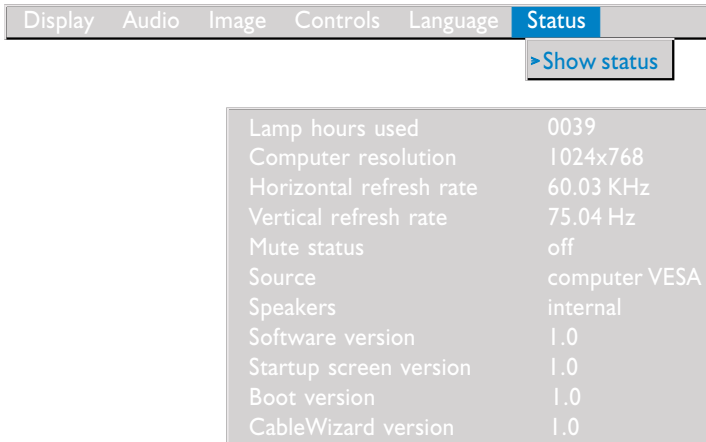 Display Audio Image Controls Language Status
>Show status
Lamp hours used 0039
Computer resolution 1024x768
Horizontal refresh rate 60.03 KHz
Vertical refresh rate 75.04 Hz
Mute status off
Source computer VESA
Speakers internal
Software version 1.0
Startup screen version 1.0
Boot version 1.0
CableWizard version 1.0